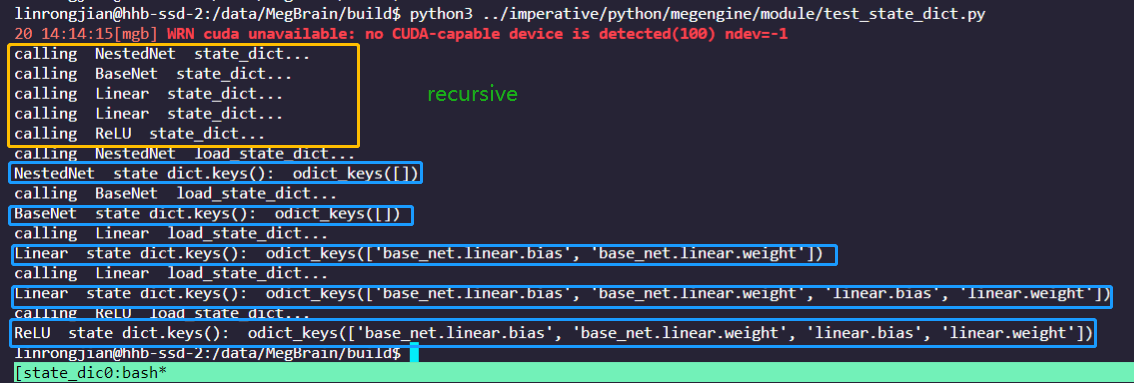 linrongjian@hhb-ssd-2:/data/MegBrain/build$ python3 ../imperative/python/megengine/module/test_state_dict.py
20 14:14:15[mgb] WRN cuda unavailable: no CUDA-capable device is detected(100) ndev=-1
calling  NestedNet  state_dict...
calling  BaseNet  state_dict...
calling  Linear  state_dict...
recursive
calling  Linear  state_dict...
calling  ReLU  state_dict...
calling  NestedNet  load_state_dict...
NestedNet  state dict.keys():  odict_keys([])
calling  BaseNet  load_state_dict...
BaseNet  state dict.keys():  odict_keys([])
calling  Linear  load_state_dict...
Linear  state dict.keys():  odict_keys(['base_net.linear.bias', 'base_net.linear.weight'])
calling  Linear  load_state_dict...
Linear  state dict.keys():  odict_keys(['base_net.linear.bias', 'base_net.linear.weight', 'linear.bias', 'linear.weight'])
calling  ReLU  load_state_dict...
ReLU  state dict.keys():  odict_keys(['base_net.linear.bias', 'base_net.linear.weight', 'linear.bias', 'linear.weight'])
linrongjian@hhb-ssd-2:/data/MegBrain/build$
[state_dic0:bash*